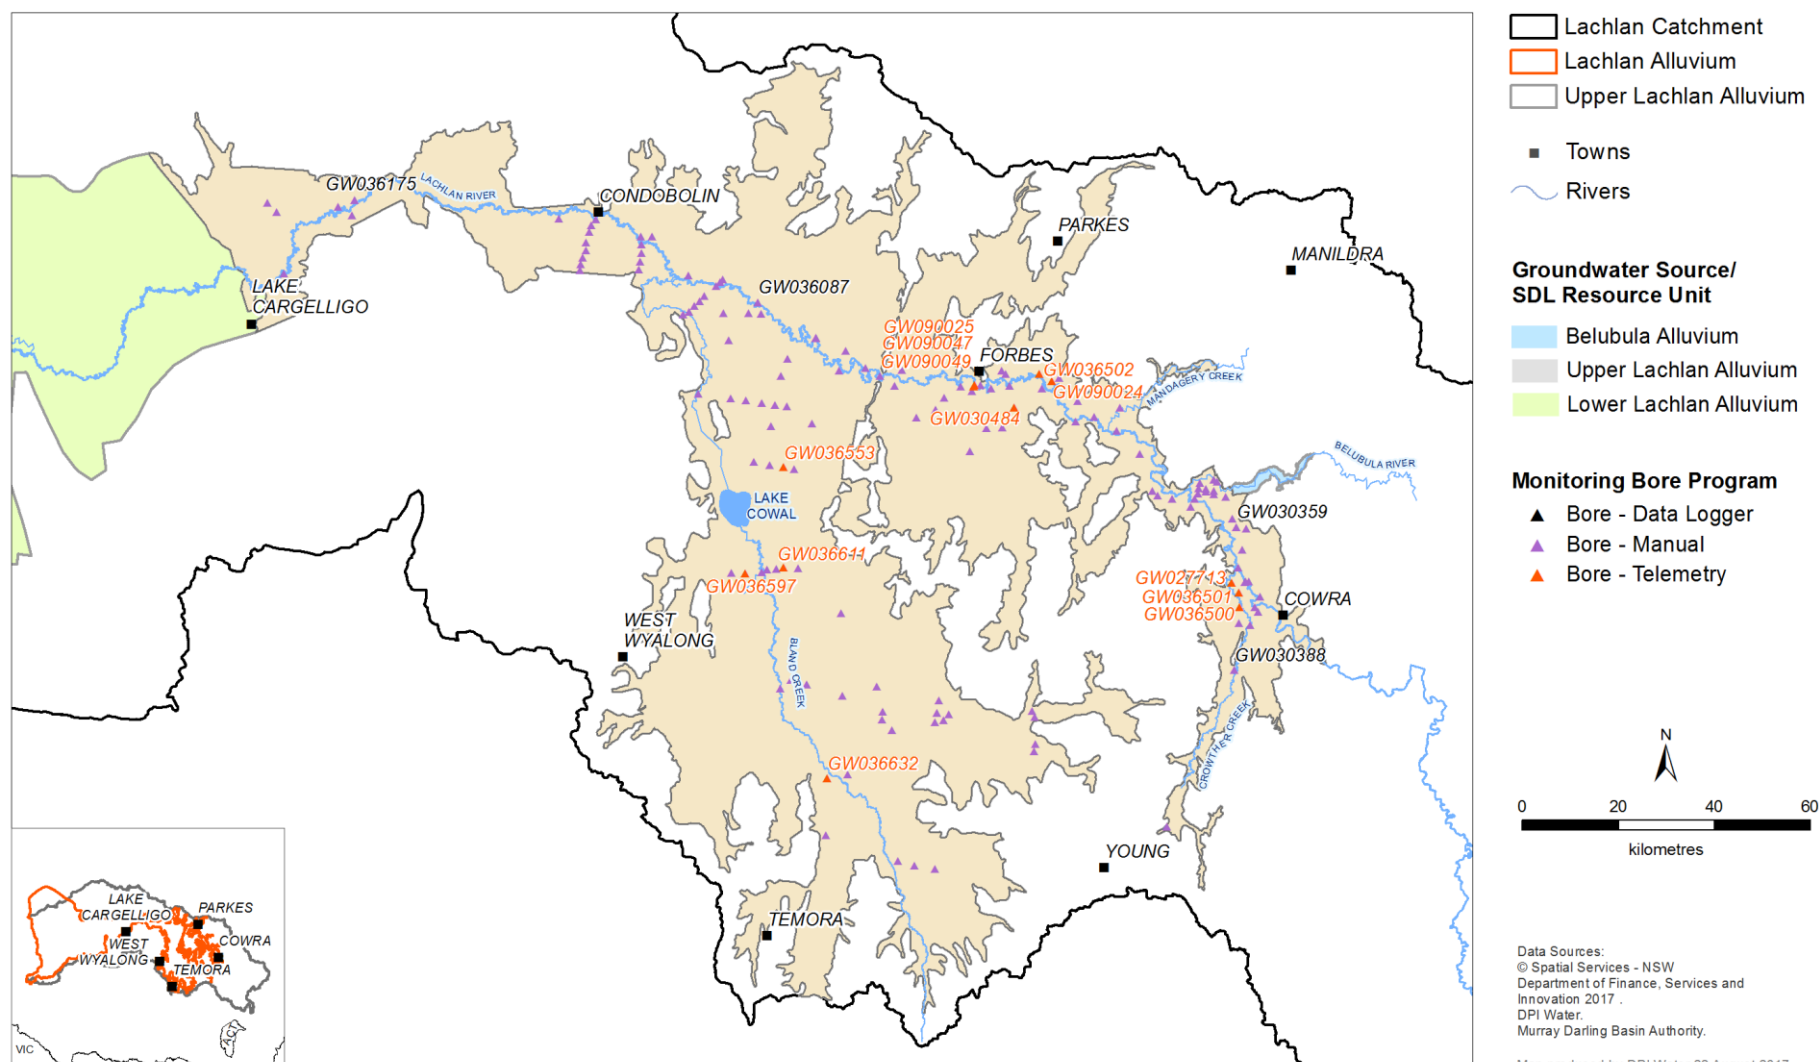 GW036175
LACHLAN RIVER
CONDOBOLIN
PARKES
MANILDRA
LAKE
CARGELLIGO
GW036087
GW090025
GW090047
GW090049
FORBES
GW036502
GW090024
MANDAGERY CREEK
GW030484
GW036553
BELUBULA RIVER
LAKE
COWAL
GW030359
GW036611
GW036597
GW027713
GW036501
GW036500
COWRA
WEST
WYALONG
BLAND CREEK
GW030388
CROWTHER CREEK
GW036632
YOUNG
TEMORA
LAKE
CARGELLIGO
PARKES
WEST
WYALONG
COWRA
TEMORA
ACT
VIC
Lachlan Catchment
Lachlan Alluvium
Upper Lachlan Alluvium
Towns
Rivers
Groundwater Source/
SDL Resource Unit
Belubula Alluvium
Upper Lachlan Alluvium
Lower Lachlan Alluvium
Monitoring Bore Program
Bore - Data Logger
Bore - Manual
Bore - Telemetry
N
0 20 40 60
kilometres
Data Sources:
© Spatial Services - NSW
Department of Finance, Services and
Innovation 2017 .
DPI Water.
Murray Darling Basin Authority.